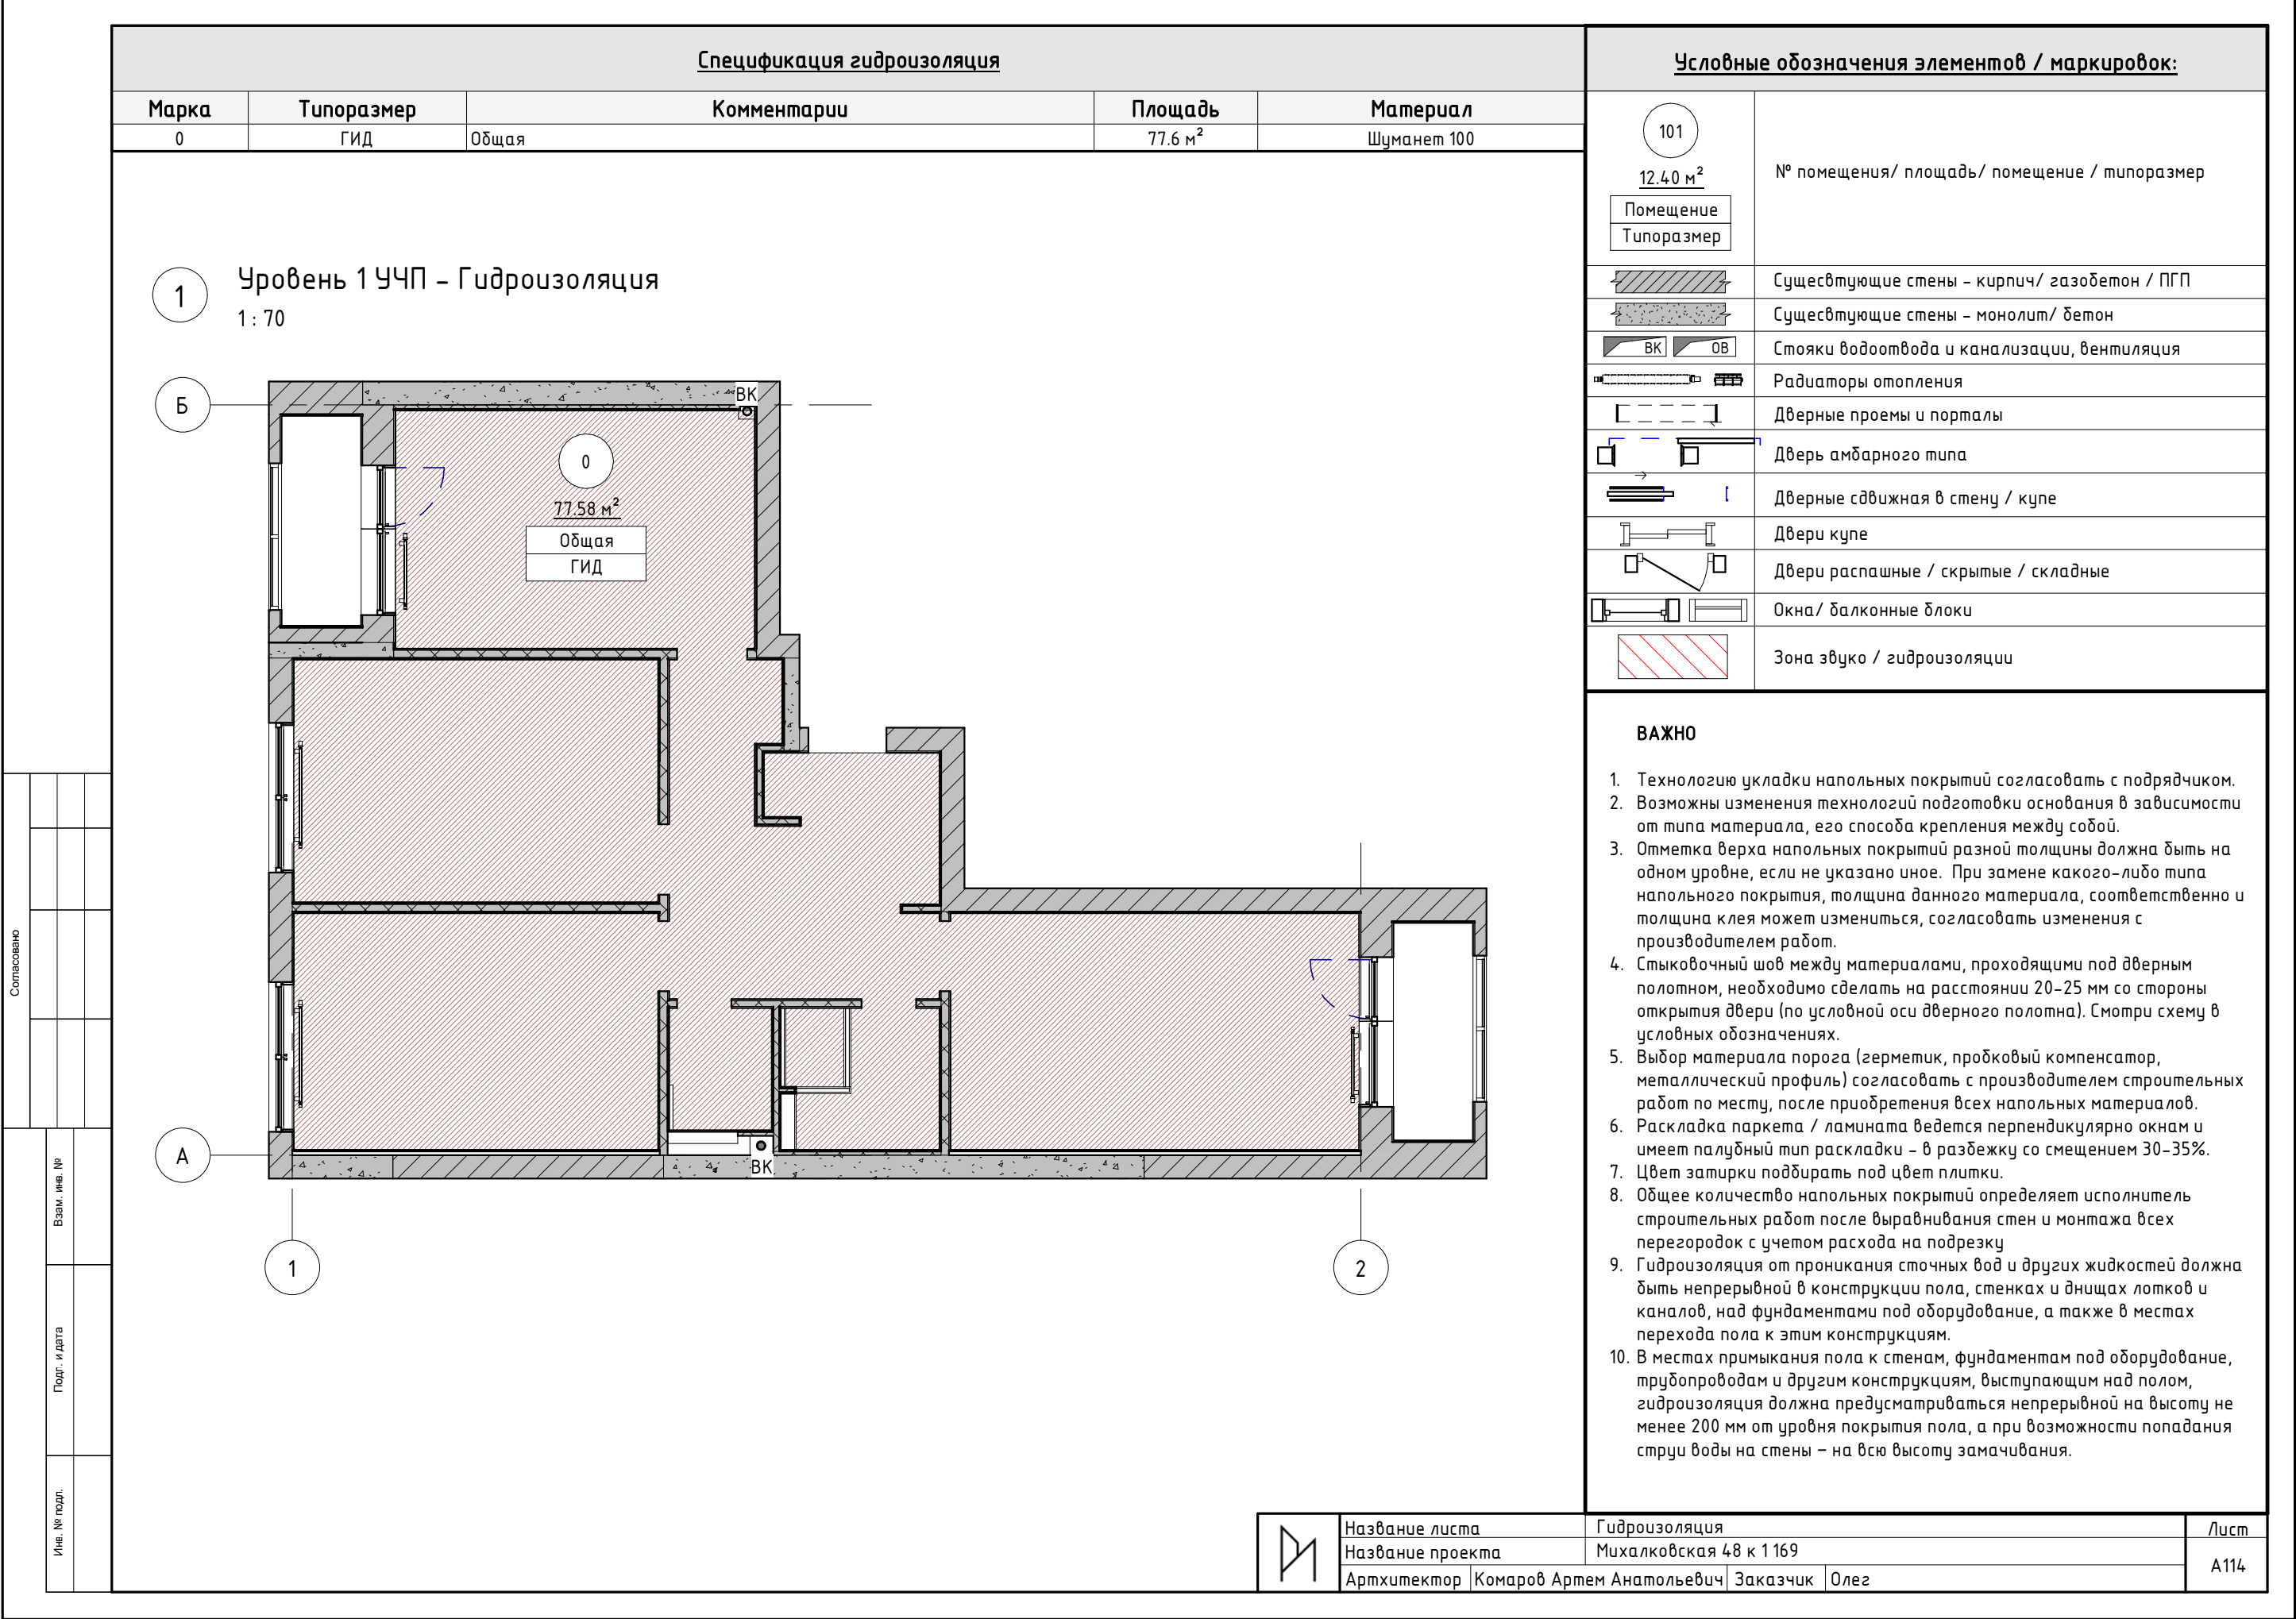 Спецификация гидроизоляция
Марка Типоразмер Комментарии Площадь Материал
0 ГИД Общая 77.6 м² Шуманет 100
1
Уровень 1 УЧП – Гидроизоляция
1 : 70
Б
ВК
0
77.58 м²
Общая
ГИД
А
ВК
1
2
Условные обозначения элементов / маркировок:
101
12.40 м²
Помещение
Типоразмер
№ помещения/ площадь/ помещение / типоразмер
Сущесвтующие стены – кирпич/ газобетон / ПГП
Сущесвтующие стены – монолит/ бетон
ВК ОВ Стояки водоотвода и канализации, вентиляция
Радиаторы отопления
Дверные проемы и порталы
Дверь амбарного типа
Дверные сдвижная в стену / купе
Двери купе
Двери распашные / скрытые / складные
Окна/ балконные блоки
Зона звуко / гидроизоляции
ВАЖНО
1. Технологию укладки напольных покрытий согласовать с подрядчиком.
2. Возможны изменения технологий подготовки основания в зависимости
от типа материала, его способа крепления между собой.
3. Отметка верха напольных покрытий разной толщины должна быть на
одном уровне, если не указано иное. При замене какого-либо типа
напольного покрытия, толщина данного материала, соответственно и
толщина клея может измениться, согласовать изменения с
производителем работ.
4. Стыковочный шов между материалами, проходящими под дверным
полотном, необходимо сделать на расстоянии 20-25 мм со стороны
открытия двери (по условной оси дверного полотна). Смотри схему в
условных обозначениях.
5. Выбор материала порога (герметик, пробковый компенсатор,
металлический профиль) согласовать с производителем строительных
работ по месту, после приобретения всех напольных материалов.
6. Раскладка паркета / ламината ведется перпендикулярно окнам и
имеет палубный тип раскладки – в разбежку со смещением 30-35%.
7. Цвет затирки подбирать под цвет плитки.
8. Общее количество напольных покрытий определяет исполнитель
строительных работ после выравнивания стен и монтажа всех
перегородок с учетом расхода на подрезку
9. Гидроизоляция от проникания сточных вод и других жидкостей должна
быть непрерывной в конструкции пола, стенках и днищах лотков и
каналов, над фундаментами под оборудование, а также в местах
перехода пола к этим конструкциям.
10. В местах примыкания пола к стенам, фундаментам под оборудование,
трубопроводам и другим конструкциям, выступающим над полом,
гидроизоляция должна предусматриваться непрерывной на высоту не
менее 200 мм от уровня покрытия пола, а при возможности попадания
струи воды на стены – на всю высоту замачивания.
Согласовано
Взам. инв. №
Подг. и дата
Инв. № подл.
Название листа Гидроизоляция Лист
Название проекта Михалковская 48 к 1 169
А114
Артхитектор Комаров Артем Анатольевич Заказчик Олег